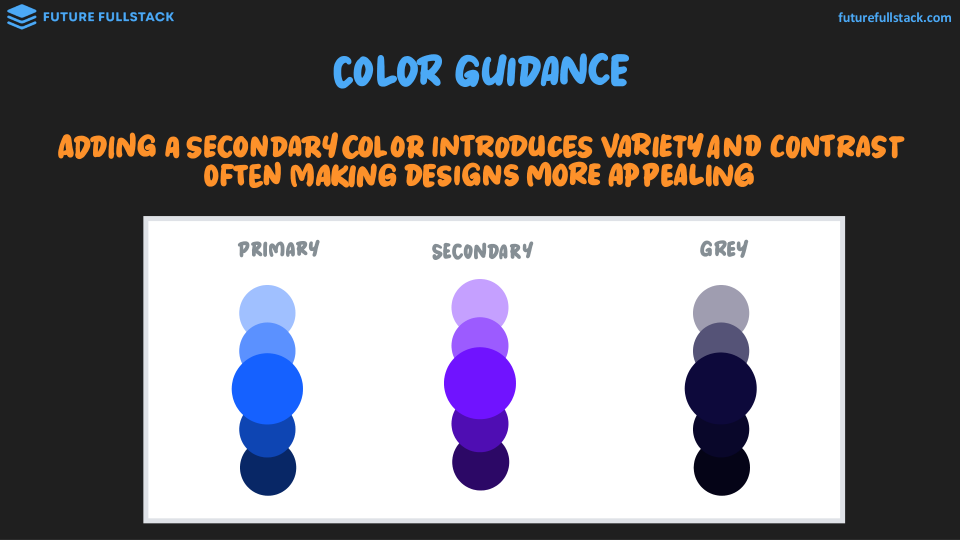 FUTURE FULLSTACK
futurefullstack.com
COLOR GUIDANCE
ADDING A SECONDARY COLOR INTRODUCES VARIETY AND CONTRAST
OFTEN MAKING DESIGNS MORE APPEALING
PRIMARY
SECONDARY
GREY